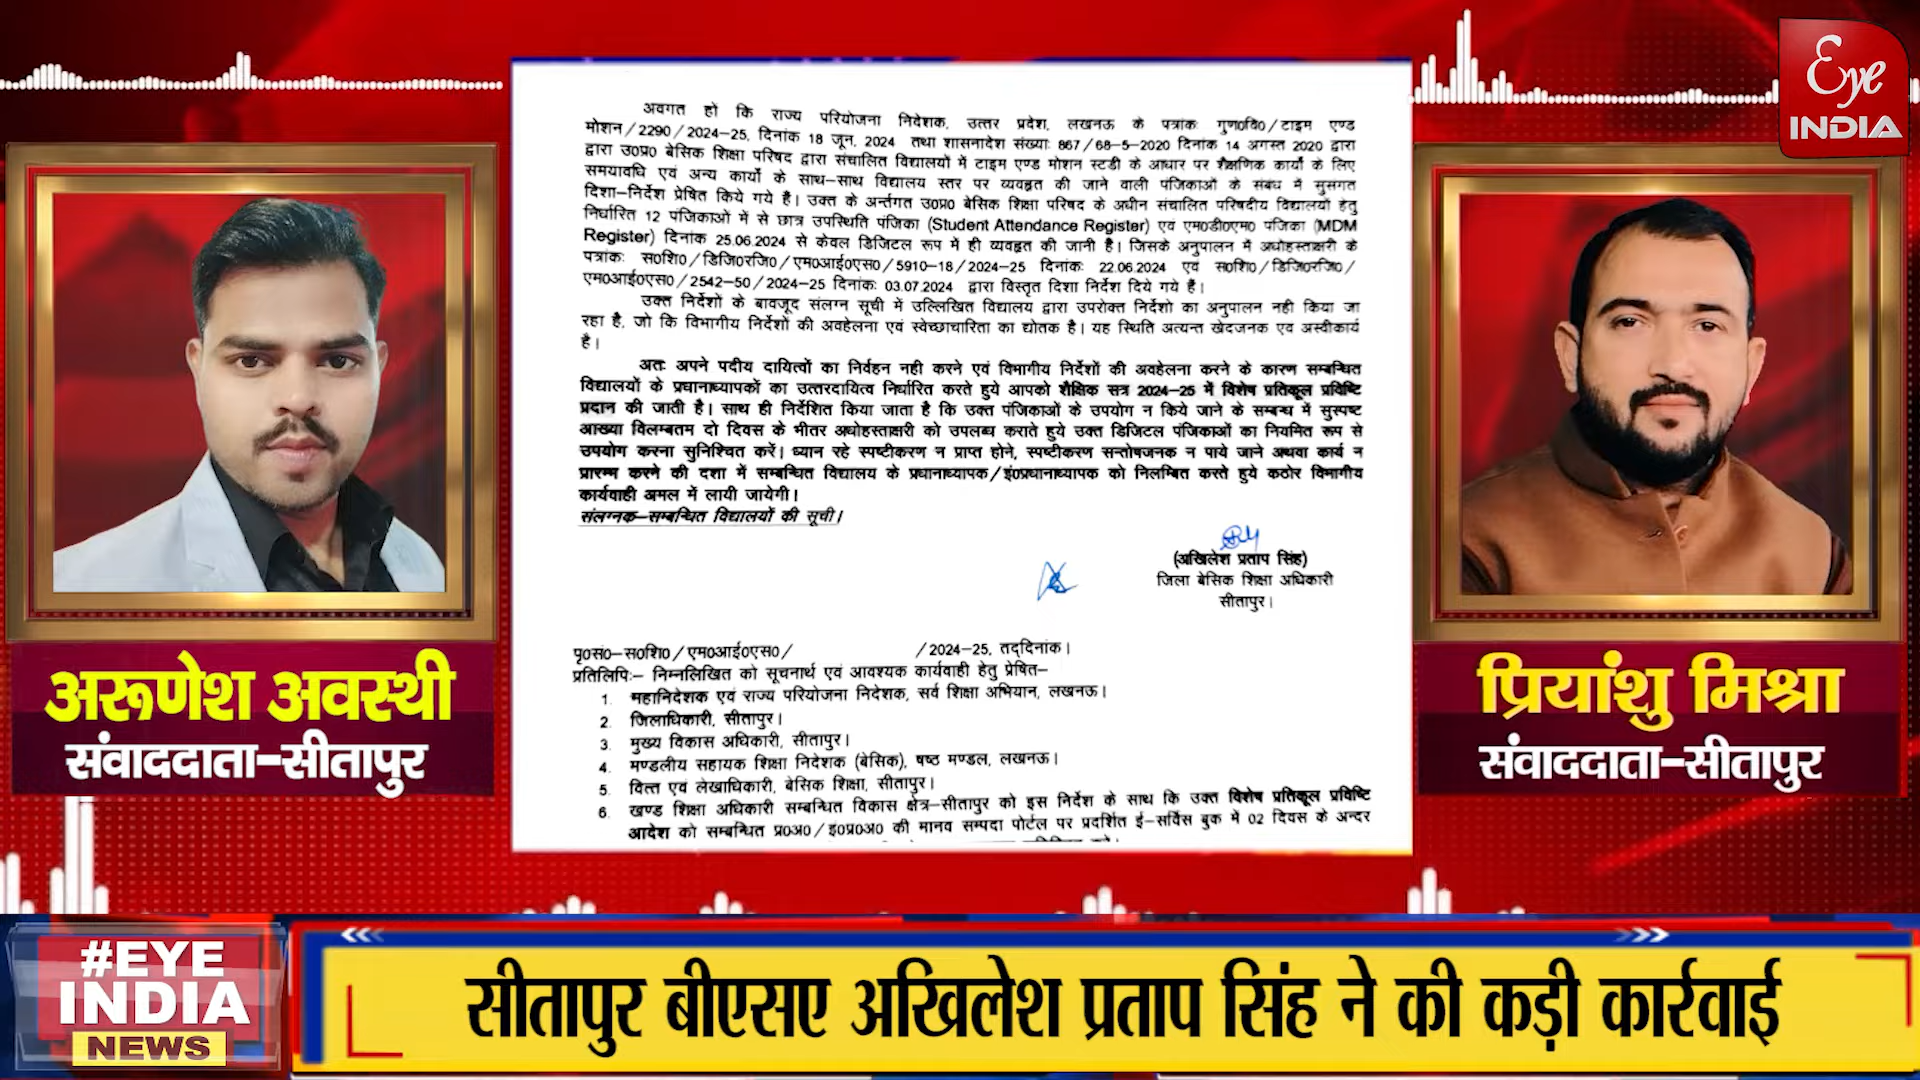 Eye
INDIA
अवगत हो कि राज्य परियोजना निदेशक, उत्तर प्रदेश, लखनऊ के पत्रांक गुण0वि0/टाइम एण्ड
मोशन/2290/2024-25, दिनांक 18 जून, 2024 तथा शासनादेश संख्याः 867/68-5-2020 दिनांक 14 अगस्त 2020 द्वारा
द्वारा उ0प्र0 बेसिक शिक्षा परिषद द्वारा संचालित विद्यालयों में टाइम एण्ड मोशन स्टडी के आधार पर शैक्षणिक कार्यो के लिए
समयावधि एवं अन्य कार्यो के साथ-साथ विद्यालय स्तर पर व्यवहृत की जाने वाली पंजिकाओं के संबंध में सुसंगत
दिशा-निर्देश प्रेषित किये गये हैं। उक्त के अर्न्तगत उ0प्र0 बेसिक शिक्षा परिषद के अधीन संचालित परिषदीय विद्यालयों हेतु
निर्धारित 12 पंजिकाओं में से छात्र उपस्थिति पंजिका (Student Attendance Register) एवं एम0डी0एम0 पंजिका (MDM
Register) दिनांक 25.06.2024 से केवल डिजिटल रूप में ही व्यवहृत की जानी है। जिसके अनुपालन में अधोहस्ताक्षरी के
पत्रांकः स0शि0/डिजि0रजि0/एम0आई0एस0/5910-18/2024-25 दिनांकः 22.06.2024 एवं स0शि0/डिजि0रजि0/
एम0आई0एस0/2542-50/2024-25 दिनांकः 03.07.2024 द्वारा विस्तृत दिशा निर्देश दिये गये हैं।
उक्त निर्देशो के बावजूद संलग्न सूची में उल्लिखित विद्यालय द्वारा उपरोक्त निर्देशो का अनुपालन नही किया जा
रहा है, जो कि विभागीय निर्देशों की अवहेलना एवं स्वेच्छाचारिता का द्योतक है। यह स्थिति अत्यन्त खेदजनक एवं अस्वीकार्य
है।
अतः अपने पदीय दायित्वों का निर्वहन नही करने एवं विभागीय निर्देशों की अवहेलना करने के कारण सम्बन्धित
विद्यालयों के प्रधानाध्यापकों का उत्तरदायित्व निर्धारित करते हुये आपको शैक्षिक सत्र 2024-25 में विशेष प्रतिकूल प्रविष्टि
प्रदान की जाती है। साथ ही निर्देशित किया जाता है कि उक्त पंजिकाओं के उपयोग न किये जाने के सम्बन्ध में सुस्पष्ट
आख्या विलम्बतम दो दिवस के भीतर अधोहस्ताक्षरी को उपलब्ध कराते हुये उक्त डिजिटल पंजिकाओं का नियमित रूप से
उपयोग करना सुनिश्चित करें। ध्यान रहे स्पष्टीकरण न प्राप्त होने, स्पष्टीकरण सन्तोषजनक न पाये जाने अथवा कार्य न
प्रारम्भ करने की दशा में सम्बन्धित विद्यालय के प्रधानाध्यापक/इं0प्रधानाध्यापक को निलम्बित करते हुये कठोर विभागीय
कार्यवाही अमल में लायी जायेगी।
संलग्नक-सम्बन्धित विद्यालयों की सूची।
(अखिलेश प्रताप सिंह)
जिला बेसिक शिक्षा अधिकारी
सीतापुर।
पृ0सं0-स0शि0/एम0आई0एस0/ /2024-25, तद्दिनांक।
प्रतिलिपिः- निम्नलिखित को सूचनार्थ एवं आवश्यक कार्यवाही हेतु प्रेषित-
1. महानिदेशक एवं राज्य परियोजना निदेशक, सर्व शिक्षा अभियान, लखनऊ।
2. जिलाधिकारी, सीतापुर।
3. मुख्य विकास अधिकारी, सीतापुर।
4. मण्डलीय सहायक शिक्षा निदेशक (बेसिक), षष्ठ मण्डल, लखनऊ।
5. वित्त एवं लेखाधिकारी, बेसिक शिक्षा, सीतापुर।
6. खण्ड शिक्षा अधिकारी सम्बन्धित विकास क्षेत्र-सीतापुर को इस निर्देश के साथ कि उक्त विशेष प्रतिकूल प्रविष्टि
आदेश को सम्बन्धित प्र0अ0/इं0प्र0अ0 की मानव सम्पदा पोर्टल पर प्रदर्शित ई-सर्विस बुक में 02 दिवस के अन्दर
अरूणेश अवस्थी
संवाददाता-सीतापुर
प्रियांशु मिश्रा
संवाददाता-सीतापुर
#EYE
INDIA
NEWS
सीतापुर बीएसए अखिलेश प्रताप सिंह ने की कड़ी कार्रवाई